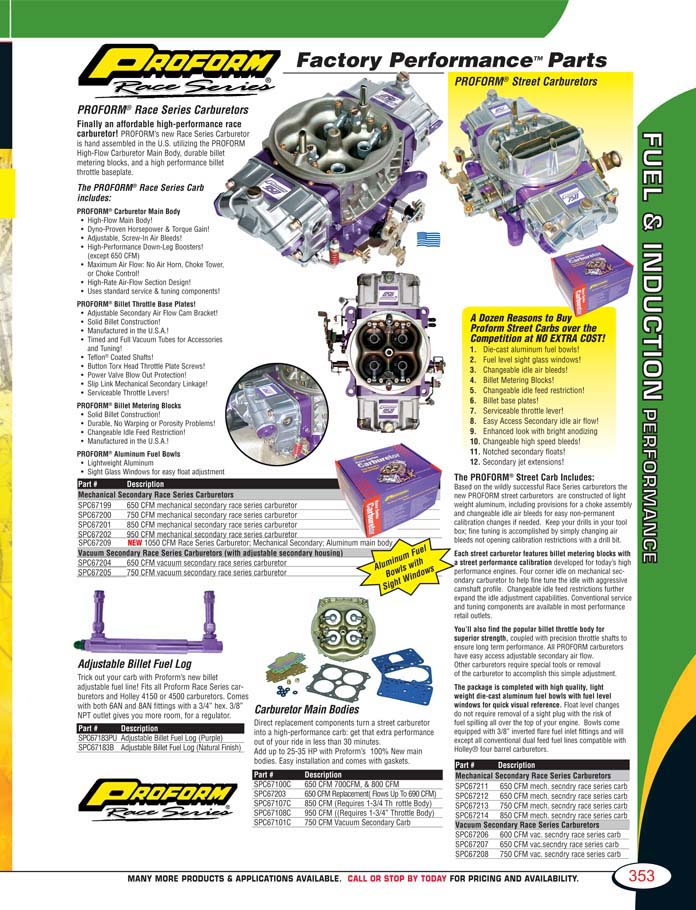 PROFORM®
Race Series
Factory Performance™ Parts
PROFORM® Race Series Carburetors
Finally an affordable high-performance race
carburetor! PROFORM's new Race Series Carburetor
is hand assembled in the U.S. utilizing the PROFORM
High-Flow Carburetor Main Body, durable billet
metering blocks, and a high performance billet
throttle baseplate.
The PROFORM® Race Series Carb
includes:
PROFORM® Carburetor Main Body
• High-Flow Main Body!
• Dyno-Proven Horsepower & Torque Gain!
• Adjustable, Screw-In Air Bleeds!
• High-Performance Down-Leg Boosters!
(except 650 CFM)
• Maximum Air Flow: No Air Horn, Choke Tower,
or Choke Control!
• High-Rate Air-Flow Section Design!
• Uses standard service & tuning components!
PROFORM® Billet Throttle Base Plates!
• Adjustable Secondary Air Flow Cam Bracket!
• Solid Billet Construction!
• Manufactured in the U.S.A.!
• Timed and Full Vacuum Tubes for Accessories
and Tuning!
• Teflon® Coated Shafts!
• Button Torx Head Throttle Plate Screws!
• Power Valve Blow Out Protection!
• Slip Link Mechanical Secondary Linkage!
• Serviceable Throttle Levers!
PROFORM® Billet Metering Blocks
• Solid Billet Construction!
• Durable, No Warping or Porosity Problems!
• Changeable Idle Feed Restriction!
• Manufactured in the U.S.A.!
PROFORM® Aluminum Fuel Bowls
• Lightweight Aluminum
• Sight Glass Windows for easy float adjustment
Part # Description
Mechanical Secondary Race Series Carburetors
SPC67199 650 CFM mechanical secondary race series carburetor
SPC67200 750 CFM mechanical secondary race series carburetor
SPC67201 850 CFM mechanical secondary race series carburetor
SPC67202 950 CFM mechanical secondary race series carburetor
SPC67209 NEW 1050 CFM Race Series Carburetor; Mechanical Secondary; Aluminum main body
Vacuum Secondary Race Series Carburetors (with adjustable secondary housing)
SPC67204 650 CFM vacuum secondary race series carburetor
SPC67205 750 CFM vacuum secondary race series carburetor
Carburetor
Aluminum Fuel
Bowls with
Sight Windows
Adjustable Billet Fuel Log
Trick out your carb with Proform's new billet
adjustable fuel line! Fits all Proform Race Series car-
buretors and Holley 4150 or 4500 carburetors. Comes
with both 6AN and 8AN fittings with a 3/4" hex. 3/8"
NPT outlet gives you more room, for a regulator.
Part # Description
SPC67183PU Adjustable Billet Fuel Log (Purple)
SPC67183B Adjustable Billet Fuel Log (Natural Finish)
PROFORM®
Race Series
Carburetor Main Bodies
Direct replacement components turn a street carburetor
into a high-performance carb: get that extra performance
out of your ride in less than 30 minutes.
Add up to 25-35 HP with Proform's 100% New main
bodies. Easy installation and comes with gaskets.
Part # Description
SPC67100C 650 CFM 700CFM, & 800 CFM
SPC67203 650 CFM Replacement( Flows Up To 690 CFM)
SPC67107C 850 CFM (Requires 1-3/4 Th rottle Body)
SPC67108C 950 CFM ((Requires 1-3/4" Throttle Body)
SPC67101C 750 CFM Vacuum Secondary Carb
PROFORM® Street Carburetors
Carburetor
A Dozen Reasons to Buy
Proform Street Carbs over the
Competition at NO EXTRA COST!
1. Die-cast aluminum fuel bowls!
2. Fuel level sight glass windows!
3. Changeable idle air bleeds!
4. Billet Metering Blocks!
5. Changeable idle feed restriction!
6. Billet base plates!
7. Serviceable throttle lever!
8. Easy Access Secondary idle air flow!
9. Enhanced look with bright anodizing
10. Changeable high speed bleeds!
11. Notched secondary floats!
12. Secondary jet extensions!
The PROFORM® Street Carb Includes:
Based on the wildly successful Race Series carburetors the
new PROFORM street carburetors are constructed of light
weight aluminum, including provisions for a choke assembly
and changeable idle air bleeds for easy non-permanent
calibration changes if needed. Keep your drills in your tool
box; fine tuning is accomplished by simply changing air
bleeds not opening calibration restrictions with a drill bit.
Each street carburetor features billet metering blocks with
a street performance calibration developed for today's high
performance engines. Four corner idle on mechanical sec-
ondary carburetor to help fine tune the idle with aggressive
camshaft profile. Changeable idle feed restrictions further
expand the idle adjustment capabilities. Conventional service
and tuning components are available in most performance
retail outlets.
You'll also find the popular billet throttle body for
superior strength, coupled with precision throttle shafts to
ensure long term performance. All PROFORM carburetors
have easy access adjustable secondary air flow.
Other carburetors require special tools or removal
of the carburetor to accomplish this simple adjustment.
The package is completed with high quality, light
weight die-cast aluminum fuel bowls with fuel level
windows for quick visual reference. Float level changes
do not require removal of a sight plug with the risk of
fuel spilling all over the top of your engine. Bowls come
equipped with 3/8" inverted flare fuel inlet fittings and will
except all conventional dual feed fuel lines compatible with
Holley® four barrel carburetors.
Part # Description
Mechanical Secondary Race Series Carburetors
SPC67211 650 CFM mech. secndry race series carb
SPC67212 650 CFM mech. secndry race series carb
SPC67213 750 CFM mech. secndry race series carb
SPC67214 850 CFM mech. secndry race series carb
Vacuum Secondary Race Series Carburetors
SPC67206 600 CFM vac. secndry race series carb
SPC67207 650 CFM vac.secndry race series carb
SPC67208 750 CFM vac. secndry race series carb
FUEL & INDUCTION PERFORMANCE
MANY MORE PRODUCTS & APPLICATIONS AVAILABLE. CALL OR STOP BY TODAY FOR PRICING AND AVAILABILITY.
353